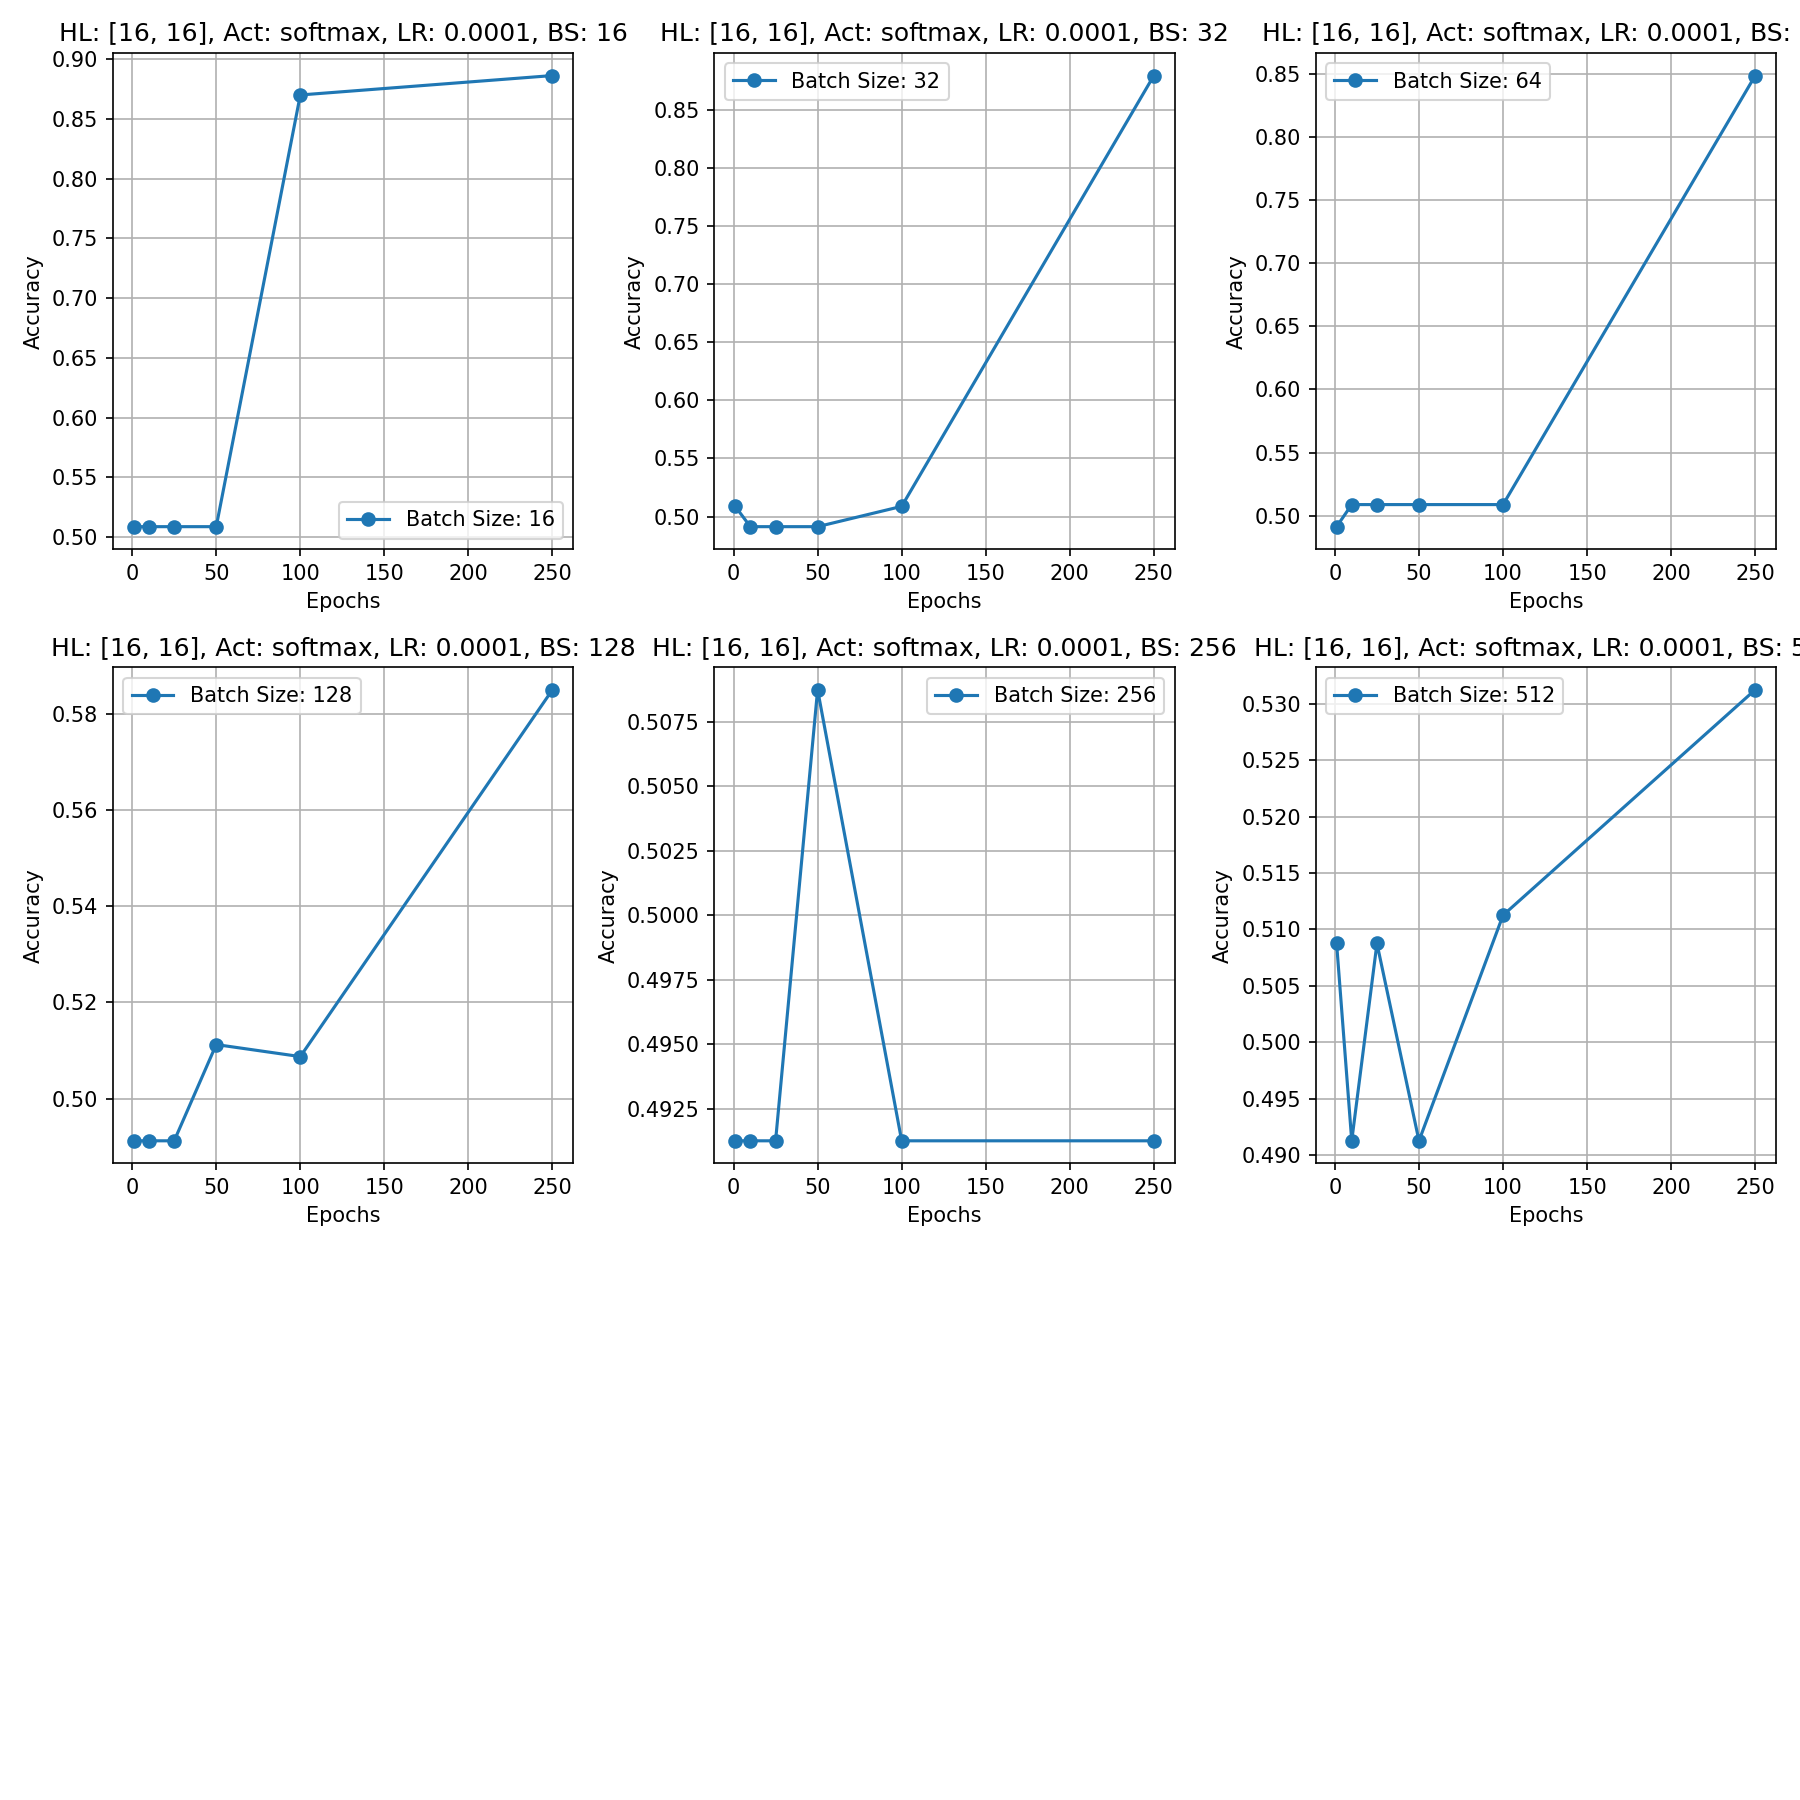 HL: [16, 16], Act: softmax, LR: 0.0001, BS: 16
0.90
0.85
0.80
0.75
0.70
0.65
0.60
0.55
0.50
Accuracy
Batch Size: 16
0 50 100 150 200 250
Epochs
HL: [16, 16], Act: softmax, LR: 0.0001, BS: 32
Batch Size: 32
0.85
0.80
0.75
0.70
0.65
0.60
0.55
0.50
Accuracy
0 50 100 150 200 250
Epochs
HL: [16, 16], Act: softmax, LR: 0.0001, BS:
Batch Size: 64
0.85
0.80
0.75
0.70
0.65
0.60
0.55
0.50
Accuracy
0 50 100 150 200 250
Epochs
HL: [16, 16], Act: softmax, LR: 0.0001, BS: 128
Batch Size: 128
0.58
0.56
0.54
0.52
0.50
Accuracy
0 50 100 150 200 250
Epochs
HL: [16, 16], Act: softmax, LR: 0.0001, BS: 256
Batch Size: 256
0.5075
0.5050
0.5025
0.5000
0.4975
0.4950
0.4925
Accuracy
0 50 100 150 200 250
Epochs
HL: [16, 16], Act: softmax, LR: 0.0001, BS: 5
Batch Size: 512
0.530
0.525
0.520
0.515
0.510
0.505
0.500
0.495
0.490
Accuracy
0 50 100 150 200 250
Epochs